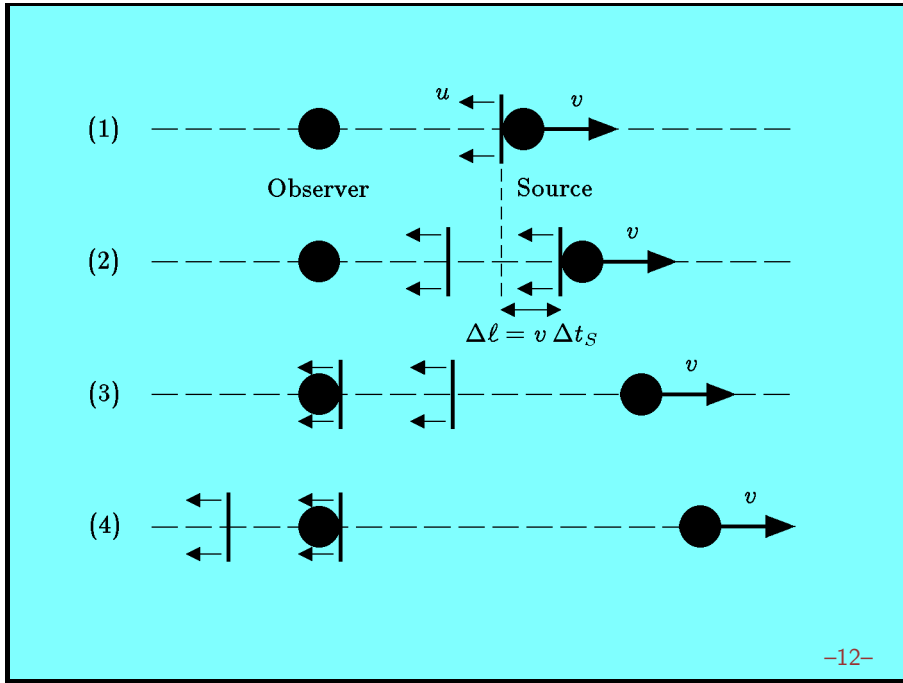 (1) u v
Observer Source
(2) v
Δℓ = v Δt_S
(3) v
(4) v
–12–